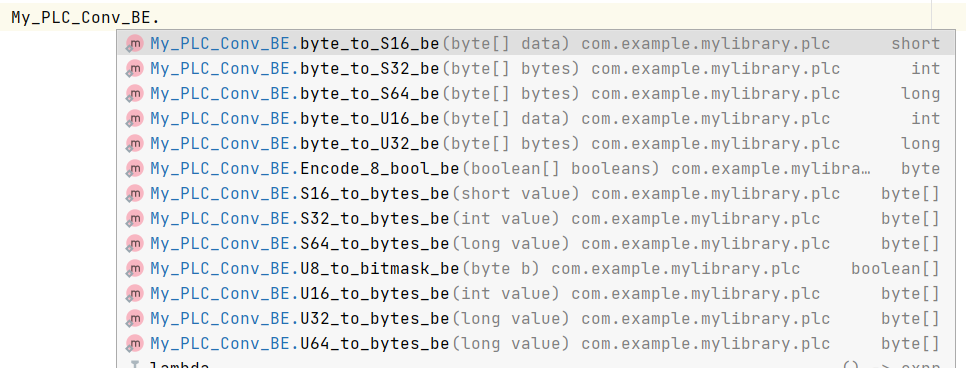 My_PLC_Conv_BE.
My_PLC_Conv_BE.byte_to_S16_be(byte[] data) com.example.mylibrary.plc short
My_PLC_Conv_BE.byte_to_S32_be(byte[] bytes) com.example.mylibrary.plc int
My_PLC_Conv_BE.byte_to_S64_be(byte[] bytes) com.example.mylibrary.plc long
My_PLC_Conv_BE.byte_to_U16_be(byte[] data) com.example.mylibrary.plc int
My_PLC_Conv_BE.byte_to_U32_be(byte[] bytes) com.example.mylibrary.plc long
My_PLC_Conv_BE.Encode_8_bool_be(boolean[] booleans) com.example.mylibra… byte
My_PLC_Conv_BE.S16_to_bytes_be(short value) com.example.mylibrary.plc byte[]
My_PLC_Conv_BE.S32_to_bytes_be(int value) com.example.mylibrary.plc byte[]
My_PLC_Conv_BE.S64_to_bytes_be(long value) com.example.mylibrary.plc byte[]
My_PLC_Conv_BE.U8_to_bitmask_be(byte b) com.example.mylibrary.plc boolean[]
My_PLC_Conv_BE.U16_to_bytes_be(int value) com.example.mylibrary.plc byte[]
My_PLC_Conv_BE.U32_to_bytes_be(long value) com.example.mylibrary.plc byte[]
My_PLC_Conv_BE.U64_to_bytes_be(long value) com.example.mylibrary.plc byte[]
lambda () -> expr